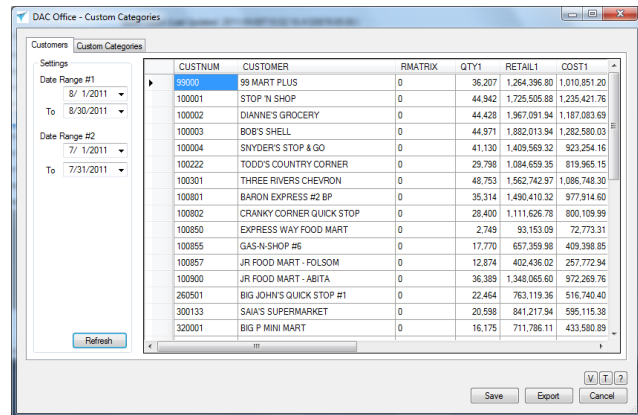 DAC Office - Custom Categories
Customers Custom Categories
Settings
Date Range #1
8/ 1/2011
To 8/30/2011
Date Range #2
7/ 1/2011
To 7/31/2011
Refresh
CUSTNUM CUSTOMER RMATRIX QTY1 RETAIL1 COST1
99000 99 MART PLUS 0 36,207 1,264,396.80 1,010,851.20
100001 STOP 'N SHOP 0 44,942 1,725,505.88 1,235,421.76
100002 DIANNE'S GROCERY 0 44,428 1,967,091.94 1,187,083.69
100003 BOB'S SHELL 0 44,971 1,882,013.94 1,282,580.03
100004 SNYDER'S STOP & GO 0 41,130 1,409,569.32 923,254.16
100222 TODD'S COUNTRY CORNER 0 29,798 1,084,659.35 819,965.15
100301 THREE RIVERS CHEVRON 0 48,753 1,562,742.97 1,086,748.30
100801 BARON EXPRESS #2 BP 0 35,314 1,490,410.32 977,914.60
100802 CRANKY CORNER QUICK STOP 0 28,400 1,111,626.78 800,109.99
100850 EXPRESS WAY FOOD MART 0 2,749 93,153.09 72,773.31
100855 GAS-N-SHOP #6 0 17,770 657,359.98 409,398.85
100857 JR FOOD MART - FOLSOM 0 12,874 402,436.02 257,772.94
100900 JR FOOD MART - ABITA 0 36,389 1,348,065.60 972,269.76
260501 BIG JOHN'S QUICK STOP #1 0 22,464 763,119.36 516,740.40
300133 SAIA'S SUPERMARKET 0 20,598 841,217.94 595,115.38
320001 BIG P MINI MART 0 16,175 711,786.11 433,580.89
V T ?
Save Export Cancel